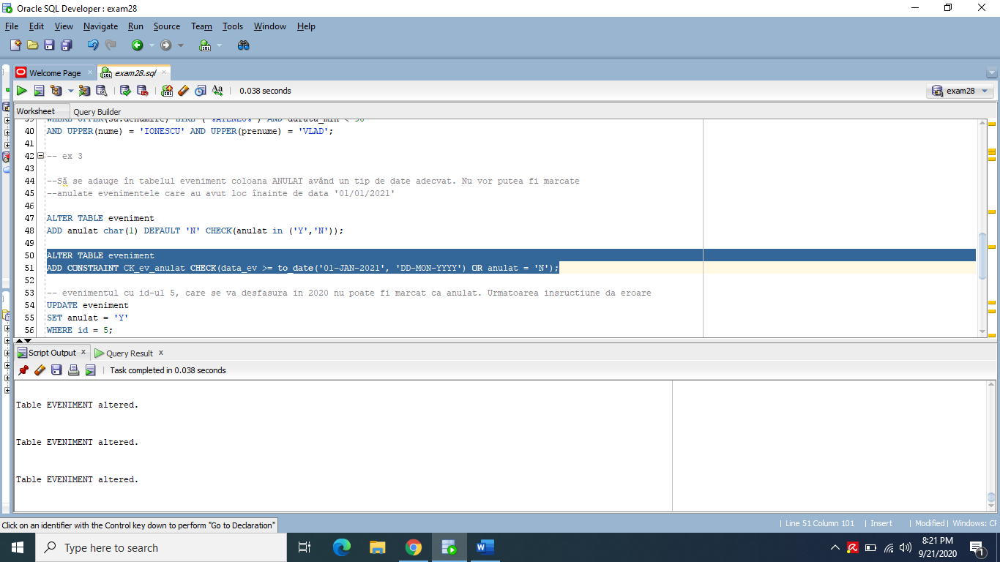 Oracle SQL Developer : exam28
File Edit View Navigate Run Source Team Tools Window Help
Welcome Page
exam28.sql
0.038 seconds
exam28
Worksheet
Query Builder
40 AND UPPER(nume) = 'IONESCU' AND UPPER(prenume) = 'VLAD';
41
42 -- ex 3
43
44 --Să se adauge în tabelul eveniment coloana ANULAT având un tip de date adecvat. Nu vor putea fi marcate
45 --anulate evenimentele care au avut loc înainte de data '01/01/2021'
46
47 ALTER TABLE eveniment
48 ADD anulat char(1) DEFAULT 'N' CHECK(anulat in ('Y','N'));
49
50 ALTER TABLE eveniment
51 ADD CONSTRAINT CK_ev_anulat CHECK(data_ev >= to_date('01-JAN-2021', 'DD-MON-YYYY') OR anulat = 'N');
52
53 -- evenimentul cu id-ul 5, care se va desfasura in 2020 nu poate fi marcat ca anulat. Urmatoarea insructiune da eroare
54 UPDATE eveniment
55 SET anulat = 'Y'
56 WHERE id = 5;
Script Output
Query Result
Task completed in 0.038 seconds
Table EVENIMENT altered.
Table EVENIMENT altered.
Table EVENIMENT altered.
Click on an identifier with the Control key down to perform "Go to Declaration"
Line 51 Column 101 | Insert | Modified | Windows:
Type here to search
8:21 PM
9/21/2020